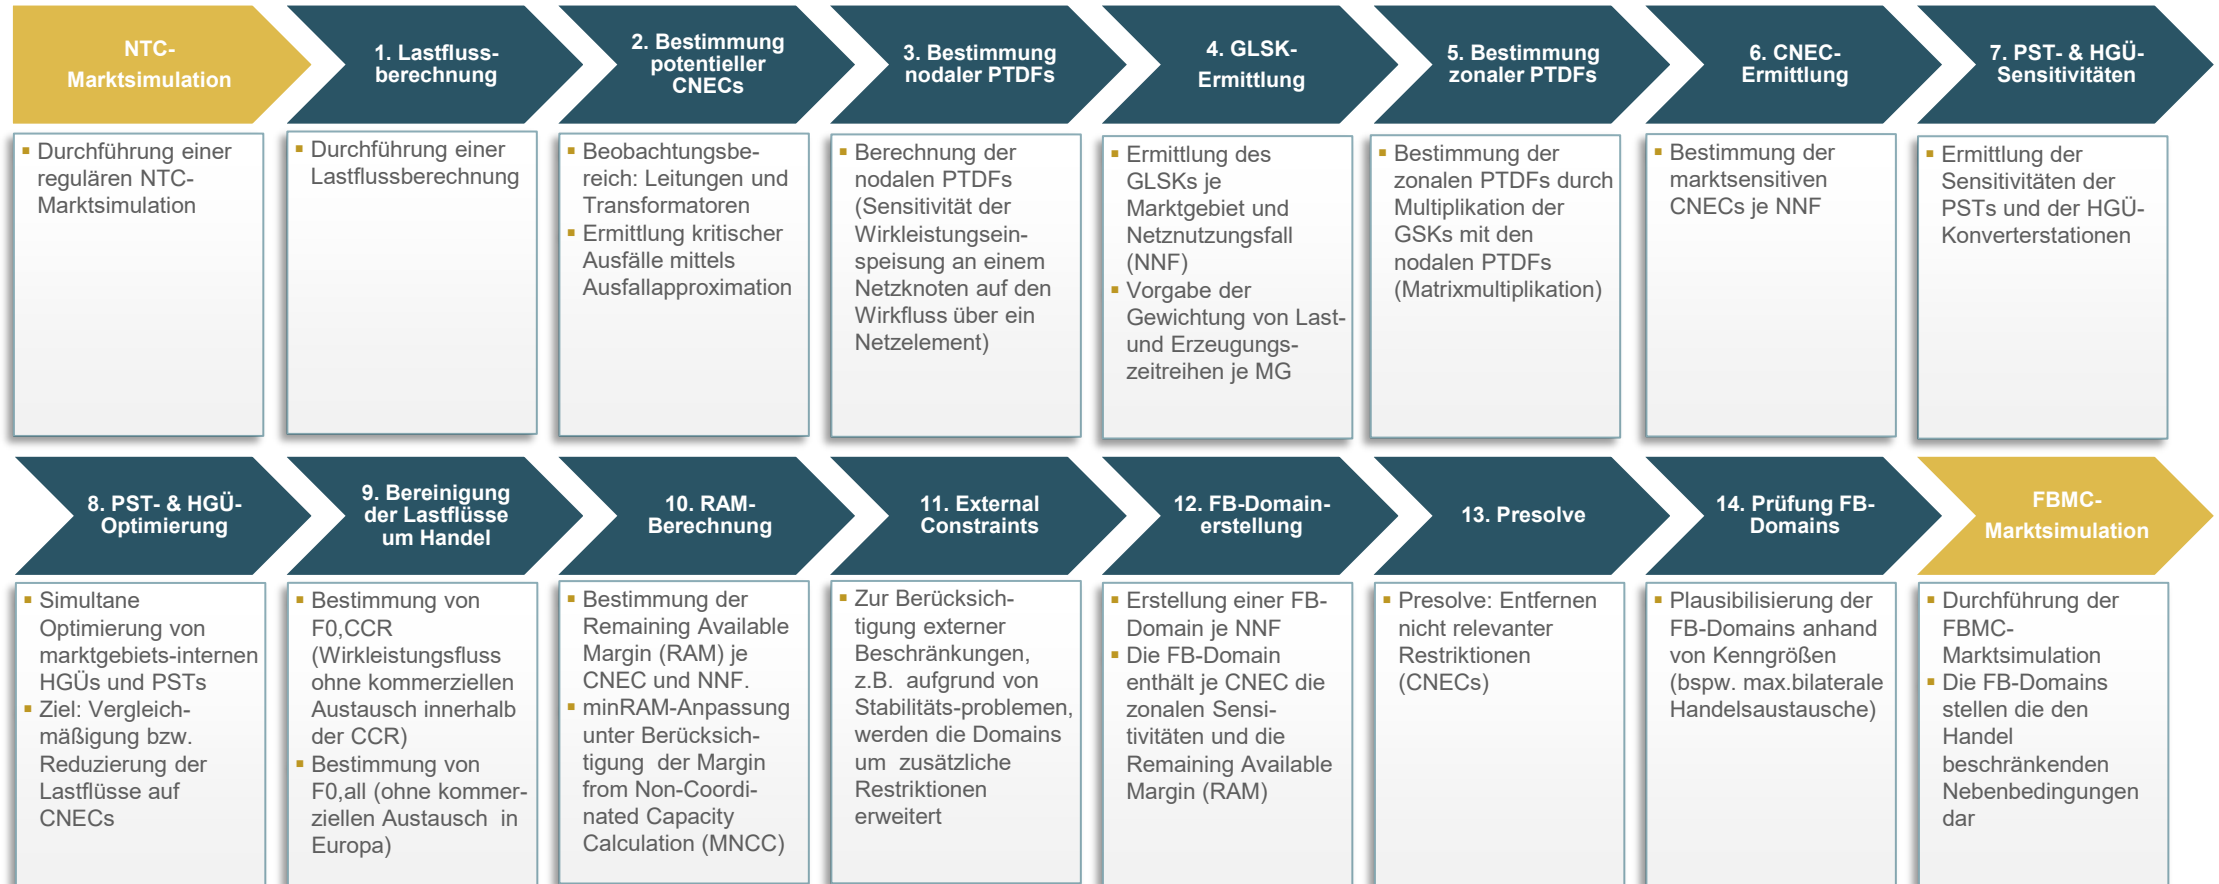 NTC-
Marktsimulation
1. Lastfluss-
berechnung
2. Bestimmung
potentieller
CNECs
3. Bestimmung
nodaler PTDFs
4. GLSK-
Ermittlung
5. Bestimmung
zonaler PTDFs
6. CNEC-
Ermittlung
7. PST- & HGÜ-
Sensitivitäten
▪ Durchführung einer
regulären NTC-
Marktsimulation
▪ Durchführung einer
Lastflussberechnung
▪ Beobachtungsbe-
reich: Leitungen und
Transformatoren
▪ Ermittlung kritischer
Ausfälle mittels
Ausfallapproximation
▪ Berechnung der
nodalen PTDFs
(Sensitivität der
Wirkleistungsein-
speisung an einem
Netzknoten auf den
Wirkfluss über ein
Netzelement)
▪ Ermittlung des
GLSKs je
Marktgebiet und
Netznutzungsfall
(NNF)
▪ Vorgabe der
Gewichtung von Last-
und Erzeugungs-
zeitreihen je MG
▪ Bestimmung der
zonalen PTDFs durch
Multiplikation der
GSKs mit den
nodalen PTDFs
(Matrixmultiplikation)
▪ Bestimmung der
marktsensitiven
CNECs je NNF
▪ Ermittlung der
Sensitivitäten der
PSTs und der HGÜ-
Konverterstationen
8. PST- & HGÜ-
Optimierung
9. Bereinigung
der Lastflüsse
um Handel
10. RAM-
Berechnung
11. External
Constraints
12. FB-Domain-
erstellung
13. Presolve
14. Prüfung FB-
Domains
FBMC-
Marktsimulation
▪ Simultane
Optimierung von
marktgebiets-internen
HGÜs und PSTs
▪ Ziel: Vergleich-
mäßigung bzw.
Reduzierung der
Lastflüsse auf
CNECs
▪ Bestimmung von
F0,CCR
(Wirkleistungsfluss
ohne kommerziellen
Austausch innerhalb
der CCR)
▪ Bestimmung von
F0,all (ohne kommer-
ziellen Austausch in
Europa)
▪ Bestimmung der
Remaining Available
Margin (RAM) je
CNEC und NNF.
▪ minRAM-Anpassung
unter Berücksich-
tigung der Margin
from Non-Coordi-
nated Capacity
Calculation (MNCC)
▪ Zur Berücksich-
tigung externer
Beschränkungen,
z.B. aufgrund von
Stabilitäts-problemen,
werden die Domains
um zusätzliche
Restriktionen
erweitert
▪ Erstellung einer FB-
Domain je NNF
▪ Die FB-Domain
enthält je CNEC die
zonalen Sensi-
tivitäten und die
Remaining Available
Margin (RAM)
▪ Presolve: Entfernen
nicht relevanter
Restriktionen
(CNECs)
▪ Plausibilisierung der
FB-Domains anhand
von Kenngrößen
(bspw. max.bilaterale
Handelsaustausche)
▪ Durchführung der
FBMC-
Marktsimulation
▪ Die FB-Domains
stellen die den
Handel
beschränkenden
Nebenbedingungen
dar